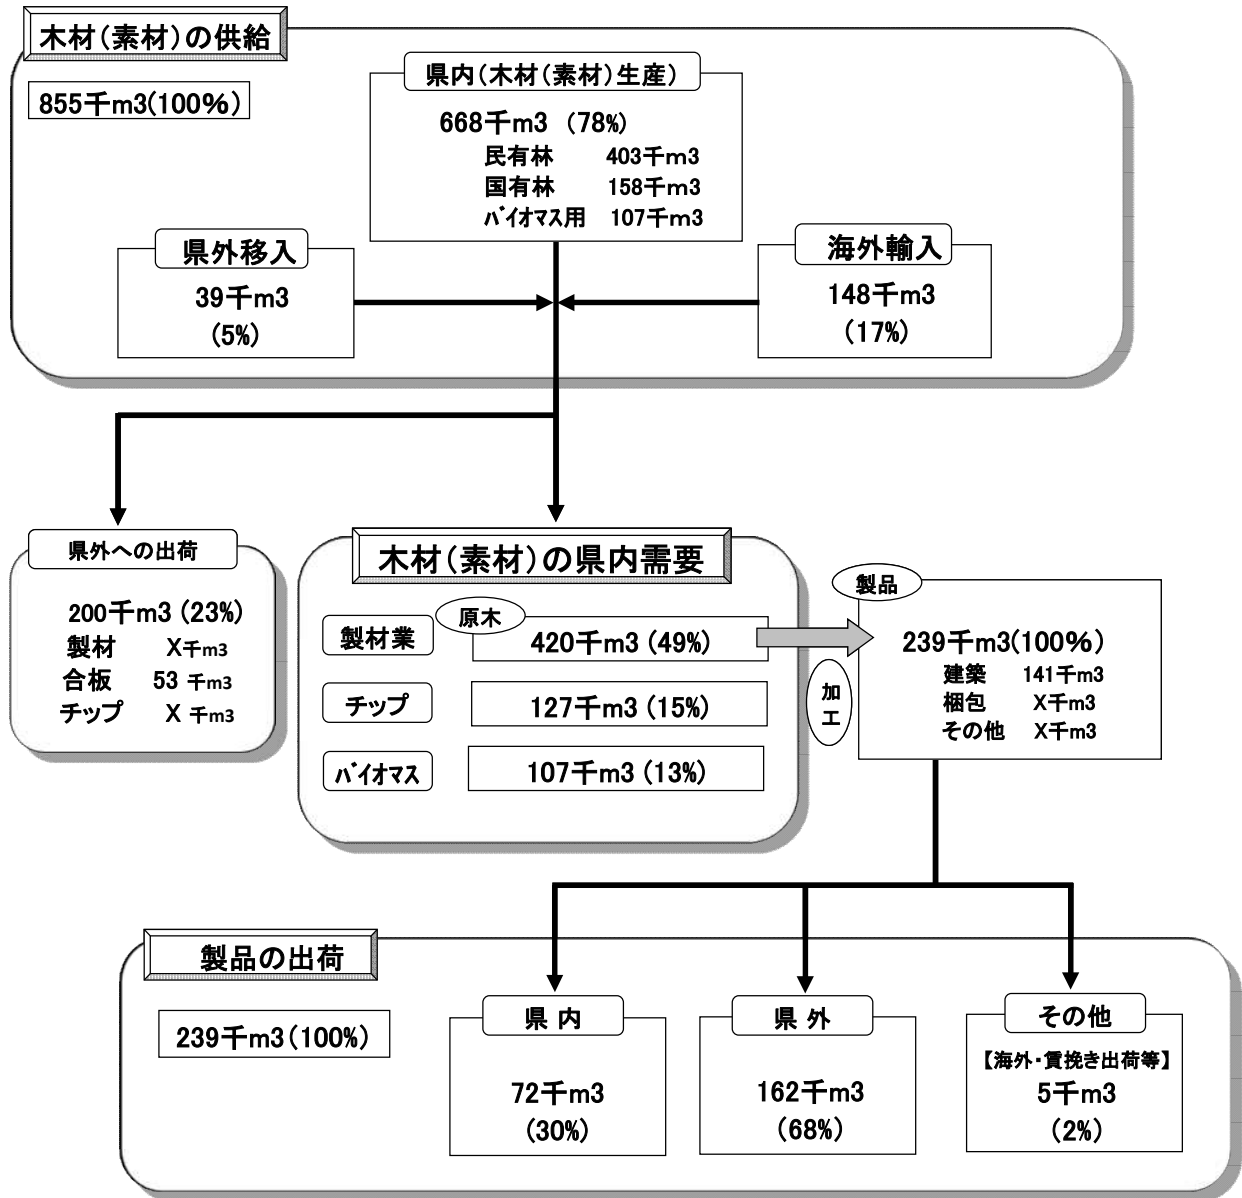 木材(素材)の供給
855千m3(100%)
県内(木材(素材)生産)
668千m3 (78%)
民有林 403千m3
国有林 158千m3
バイオマス用 107千m3
県外移入
39千m3
(5%)
海外輸入
148千m3
(17%)
県外への出荷
200千m3 (23%)
製材 X千m3
合板 53 千m3
チップ X 千m3
木材(素材)の県内需要
製材業
原木
420千m3 (49%)
チップ
127千m3 (15%)
バイオマス
107千m3 (13%)
加工
製品
239千m3(100%)
建築 141千m3
梱包 X千m3
その他 X千m3
製品の出荷
239千m3(100%)
県 内
72千m3
(30%)
県 外
162千m3
(68%)
その他
【海外・賃挽き出荷等】
5千m3
(2%)